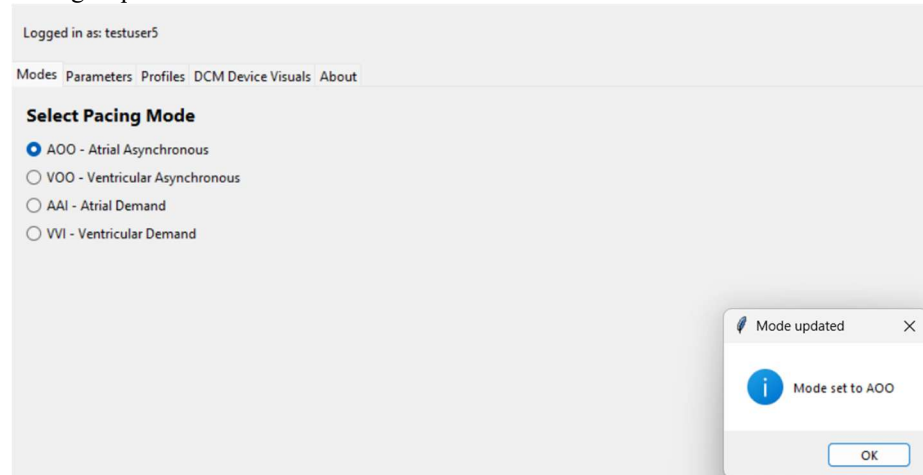 Logged in as: testuser5
Modes Parameters Profiles DCM Device Visuals About
Select Pacing Mode
AOO - Atrial Asynchronous
VOO - Ventricular Asynchronous
AAI - Atrial Demand
VVI - Ventricular Demand
Mode updated
Mode set to AOO
OK